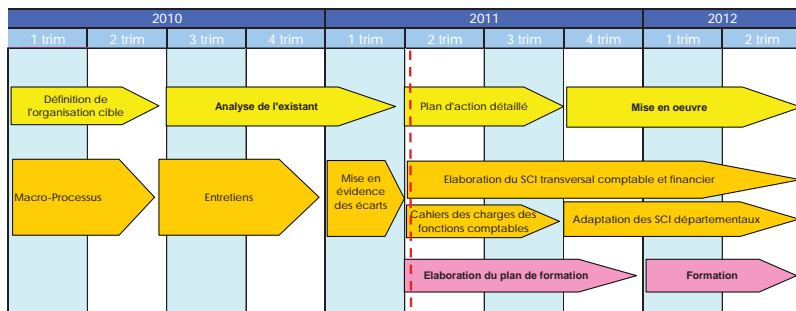 2010 2011 2012
1 trim 2 trim 3 trim 4 trim 1 trim 2 trim 3 trim 4 trim 1 trim 2 trim
Définition de
l'organisation cible
Analyse de l'existant
Plan d'action détaillé
Mise en oeuvre
Macro-Processus
Entretiens
Mise en
évidence
des écarts
Elaboration du SCI transversal comptable et financier
Cahiers des charges des
fonctions comptables
Adaptation des SCI départementaux
Elaboration du plan de formation
Formation